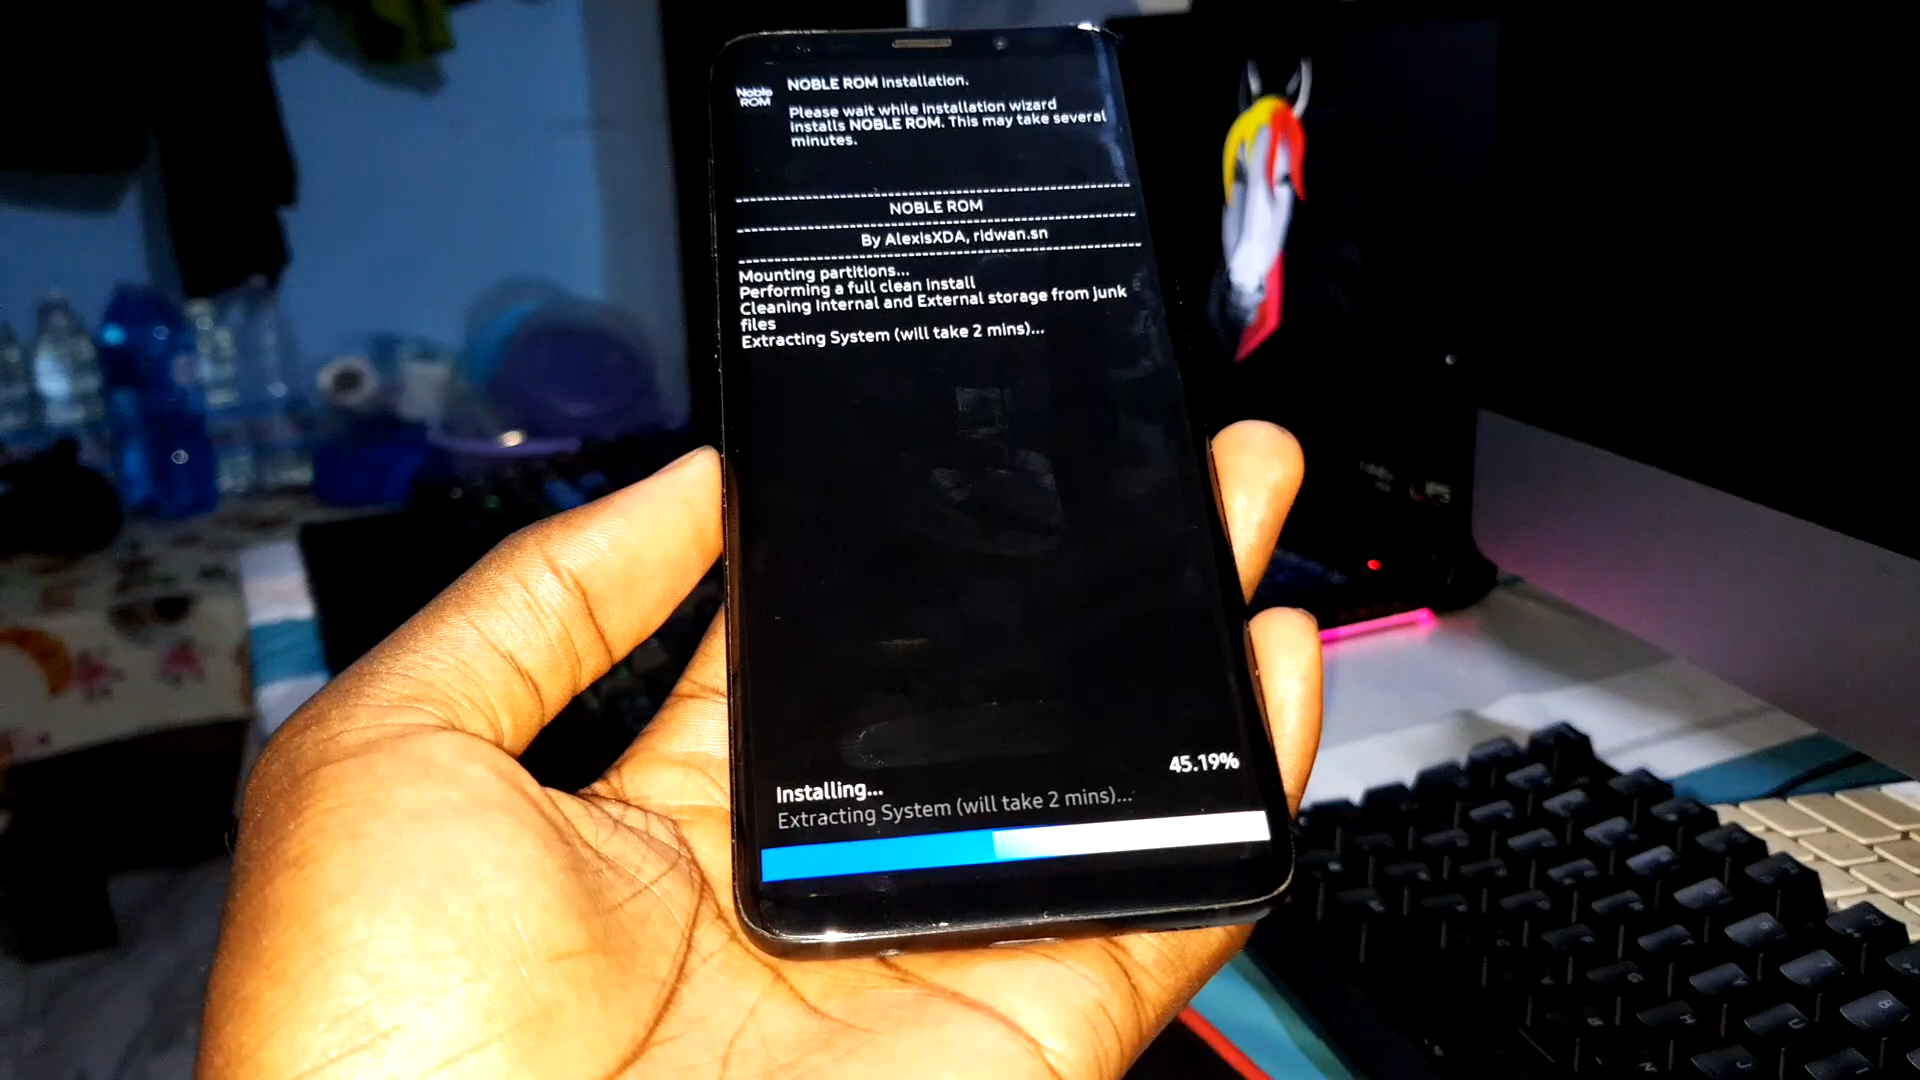 Noble
ROM
NOBLE ROM Installation.
Please wait while Installation wizard
installs NOBLE ROM. This may take several
minutes.
NOBLE ROM
By AlexisXDA, ridwan.sn
Mounting partitions...
Performing a full clean install
Cleaning Internal and External storage from junk
files
Extracting System (will take 2 mins)...
45.19%
Installing...
Extracting System (will take 2 mins)...